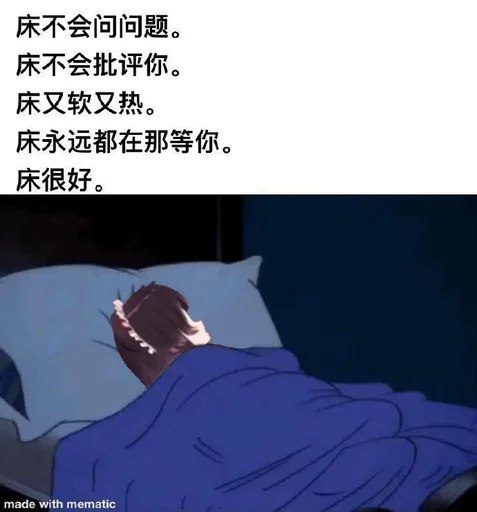 床不会问问题。
床不会批评你。
床又软又热。
床永远都在那等你。
床很好。
made with mematic